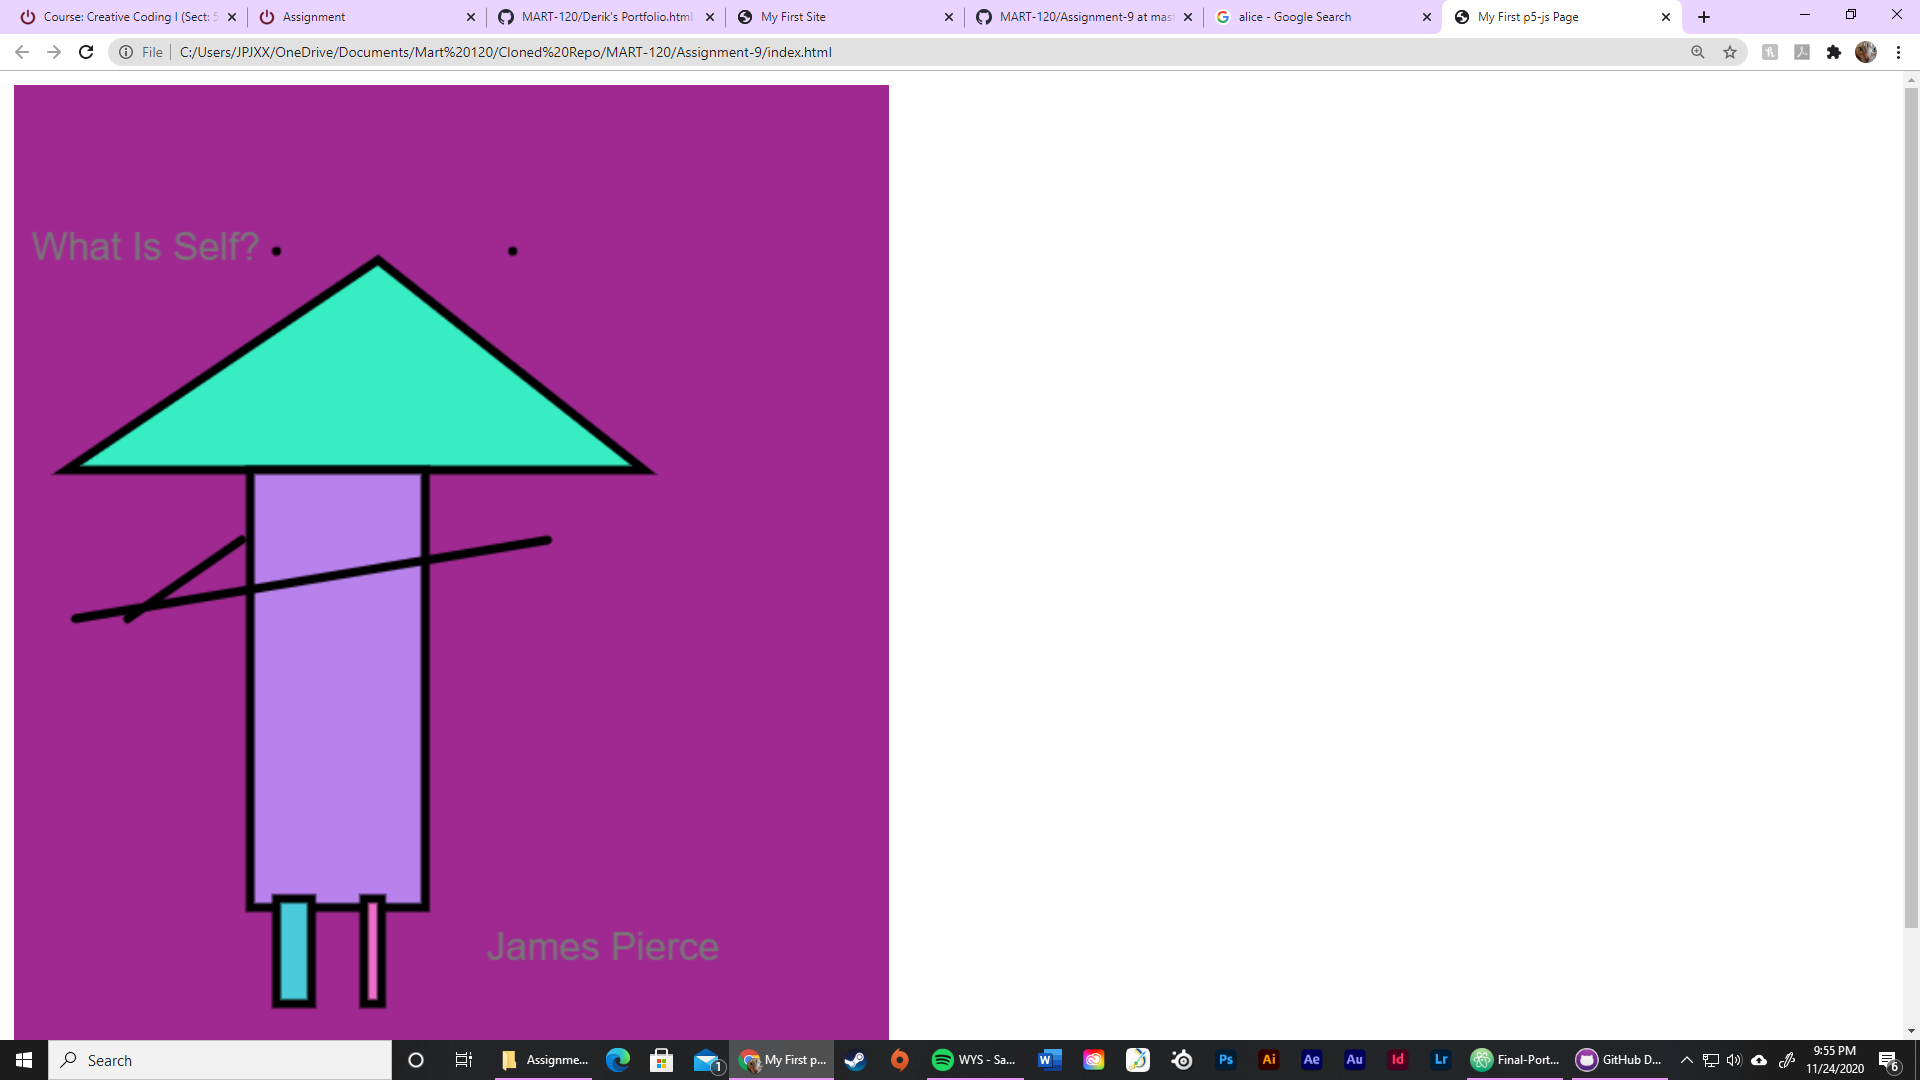 Course: Creative Coding I (Sect: 5
Assignment
MART-120/Derik's Portfolio.html
My First Site
MART-120/Assignment-9 at mast
alice - Google Search
My First p5-js Page
File
C:/Users/JPJXX/OneDrive/Documents/Mart%20120/Cloned%20Repo/MART-120/Assignment-9/index.html
What Is Self?
James Pierce
Search
Assignme...
1
My First p...
WYS - Sa...
Ps
Ai
Ae
Au
Id
Lr
Final-Port...
GitHub D...
9:55 PM
11/24/2020
6